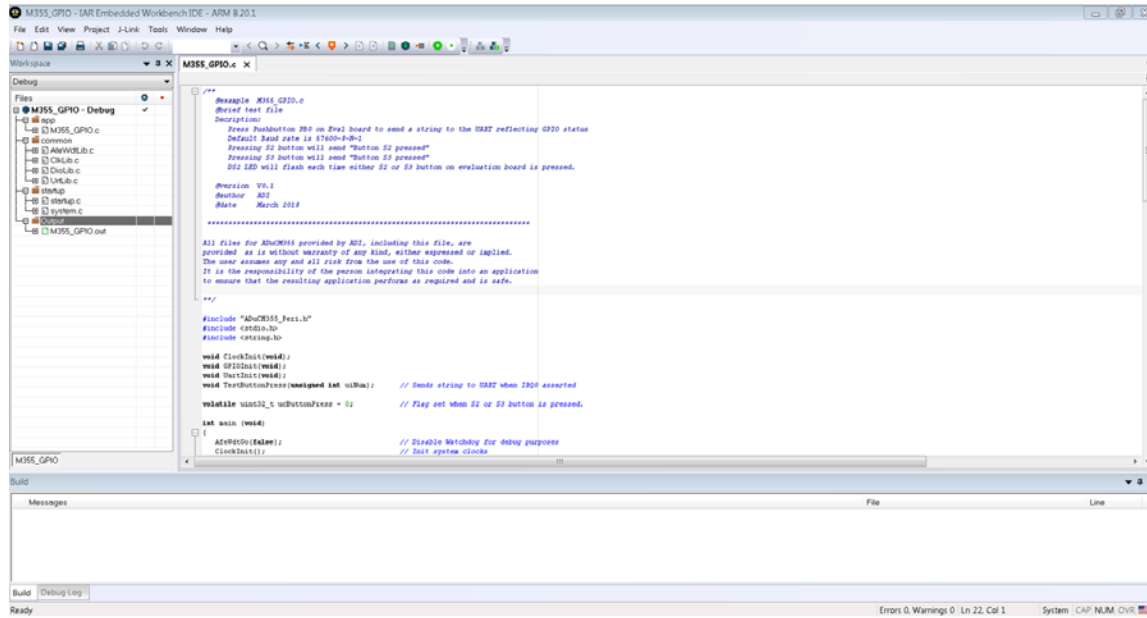 M355_GPIO - IAR Embedded Workbench IDE - ARM 8.20.1
File Edit View Project J-Link Tools Window Help
Workspace
M355_GPIO.c
Debug
Files
M355_GPIO - Debug
app
M355_GPIO.c
common
AfeWdtLib.c
ClkLib.c
DioLib.c
UrtLib.c
startup
startup.c
system.c
Output
M355_GPIO.out
M355_GPIO
/**
@example M355_GPIO.c
@brief test file
Decription:
Press Pushbutton PB0 on Eval board to send a string to the UART reflecting GPIO status
Default Baud rate is 57600-8-N-1
Pressing S2 button will send "Button S2 pressed"
Pressing S3 button will send "Button S3 pressed"
DS2 LED will flash each time either S2 or S3 button on evaluation board is pressed.
@version V0.1
@author ADI
@date March 2018
All files for ADuCM355 provided by ADI, including this file, are
provided as is without warranty of any kind, either expressed or implied.
The user assumes any and all risk from the use of this code.
It is the responsibility of the person integrating this code into an application
to ensure that the resulting application performs as required and is safe.
**/
#include "ADuCM355_Peri.h"
#include <stdio.h>
#include <string.h>
void ClockInit(void);
void GPIOInit(void);
void UartInit(void);
void TestButtonPress(unsigned int uiNum); // Sends string to UART when IRQ0 asserted
volatile uint32_t ucButtonPress = 0; // Flag set when S2 or S3 button is pressed.
int main (void)
{
AfeWdtGo(false); // Disable Watchdog for debug purposes
ClockInit(); // Init system clocks
Build
Messages File Line
Build Debug Log
Ready Errors 0, Warnings 0 Ln 22, Col 1 System CAP NUM OVR